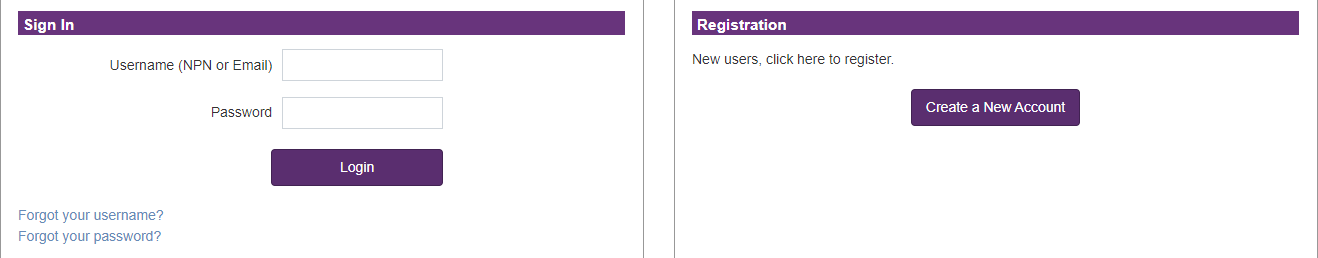 Sign In
Username (NPN or Email)
Password
Login
Forgot your username?
Forgot your password?
Registration
New users, click here to register.
Create a New Account